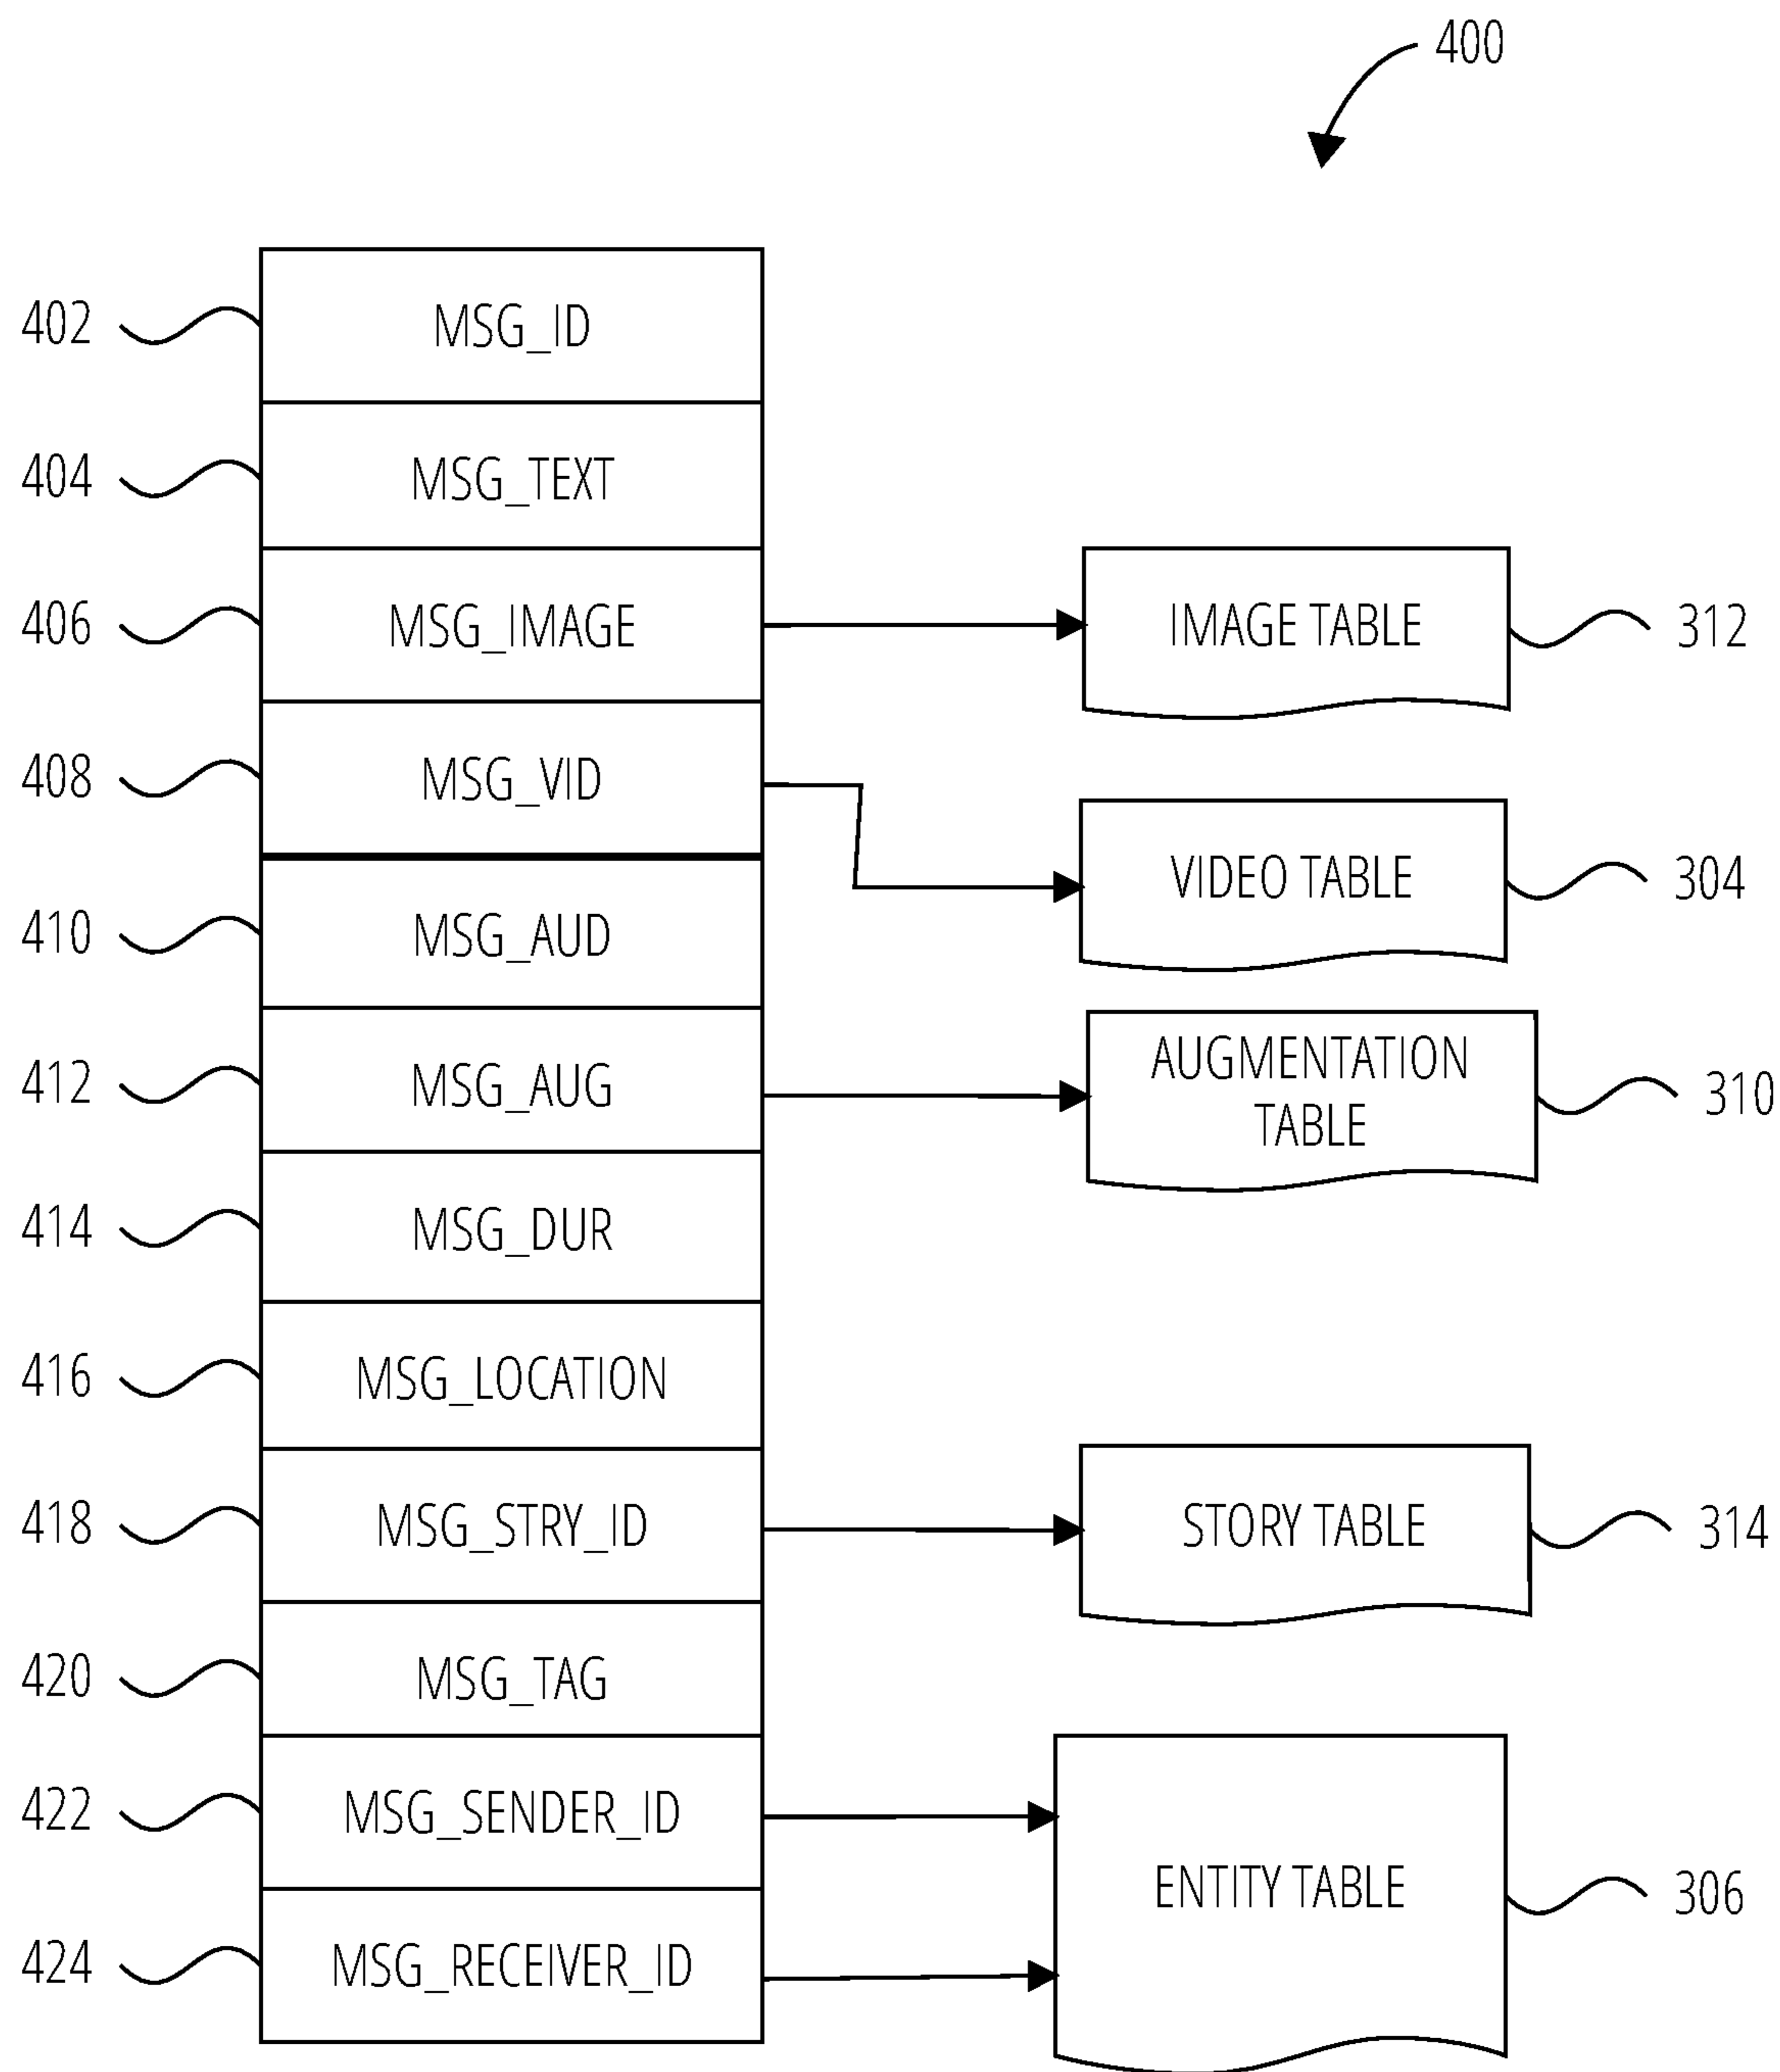 400
402 MSG_ID
404 MSG_TEXT
406 MSG_IMAGE IMAGE TABLE 312
408 MSG_VID
VIDEO TABLE 304
410 MSG_AUD
412 MSG_AUG AUGMENTATION 310
TABLE
414 MSG_DUR
416 MSG_LOCATION
418 MSG_STRY_ID STORY TABLE 314
420 MSG_TAG
422 MSG_SENDER_ID
ENTITY TABLE 306
424 MSG_RECEIVER_ID